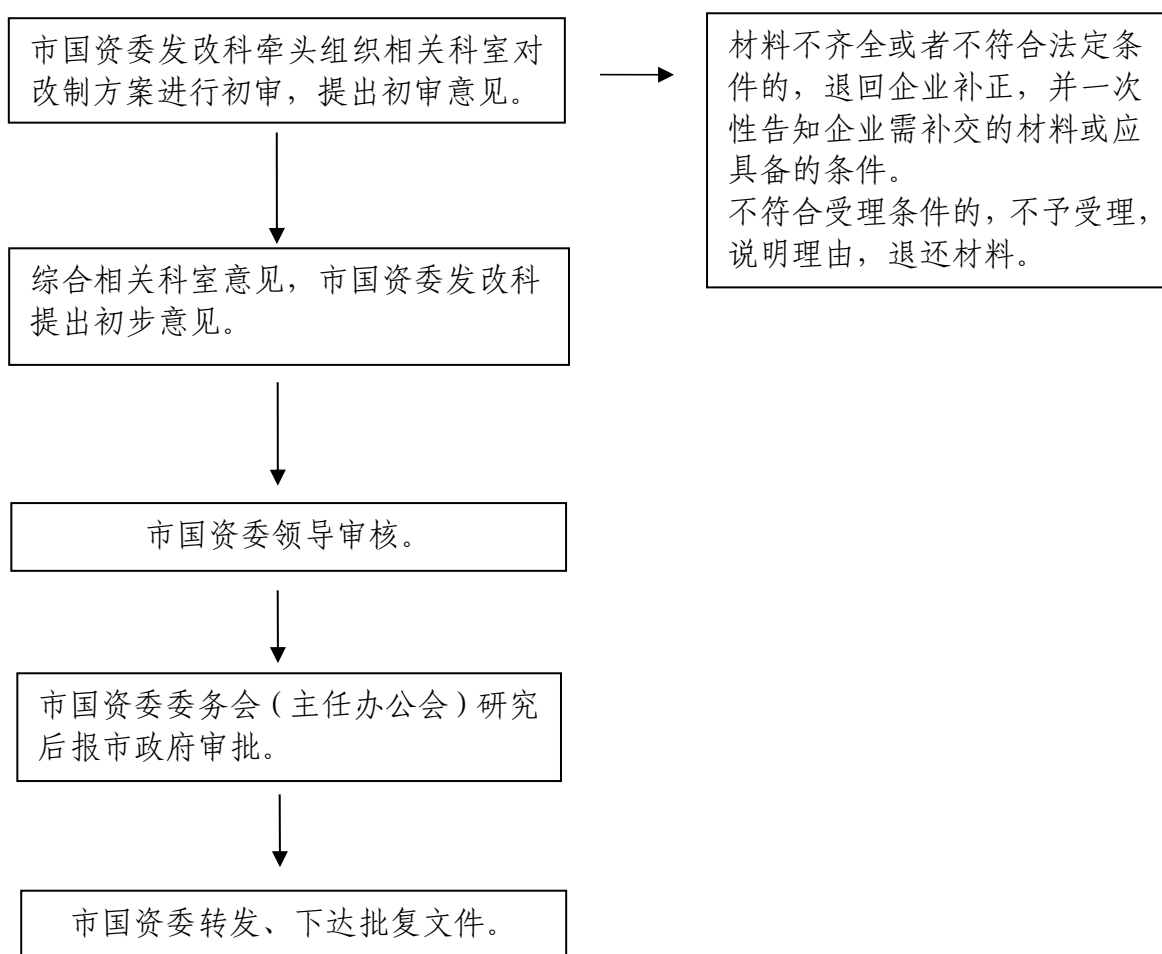 市国资委发改科牵头组织相关科室对
改制方案进行初审，提出初审意见。
材料不齐全或者不符合法定条
件的，退回企业补正，并一次
性告知企业需补交的材料或应
具备的条件。
不符合受理条件的，不予受理，
说明理由，退还材料。
综合相关科室意见，市国资委发改科
提出初步意见。
市国资委领导审核。
市国资委委务会（主任办公会）研究
后报市政府审批。
市国资委转发、下达批复文件。